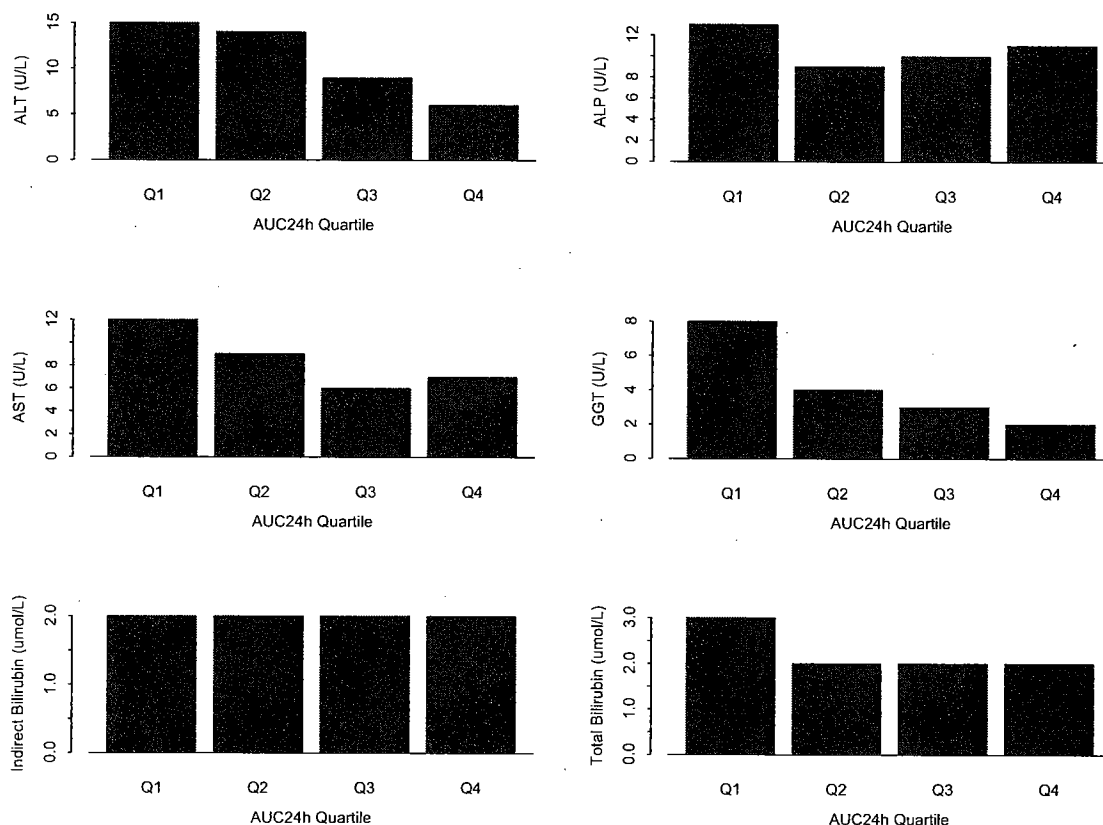 ALT (U/L)
15
10
5
0
Q1 Q2 Q3 Q4
AUC24h Quartile
ALP (U/L)
12
8
6
4
2
0
Q1 Q2 Q3 Q4
AUC24h Quartile
AST (U/L)
12
8
6
4
2
0
Q1 Q2 Q3 Q4
AUC24h Quartile
GGT (U/L)
8
6
4
2
0
Q1 Q2 Q3 Q4
AUC24h Quartile
Indirect Bilirubin (umol/L)
2.0
1.0
0.0
Q1 Q2 Q3 Q4
AUC24h Quartile
Total Bilirubin (umol/L)
3.0
2.0
1.0
0.0
Q1 Q2 Q3 Q4
AUC24h Quartile